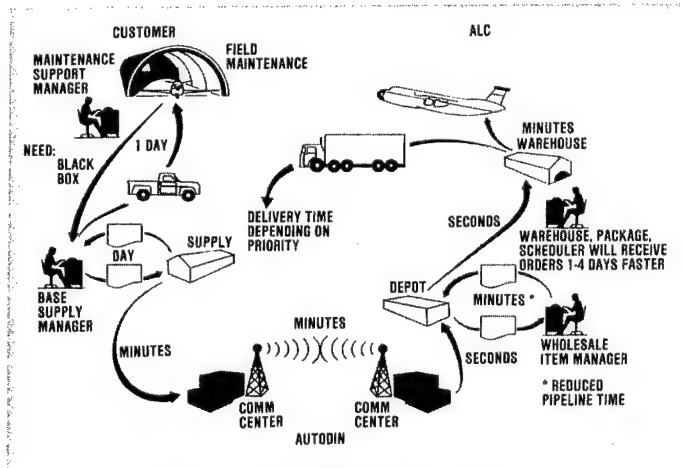 CUSTOMER
ALC
FIELD
MAINTENANCE
MAINTENANCE
SUPPORT
MANAGER
NEED:
BLACK
BOX
1 DAY
MINUTES
WAREHOUSE
DELIVERY TIME
DEPENDING ON
PRIORITY
SECONDS
WAREHOUSE, PACKAGE,
SCHEDULER WILL RECEIVE
ORDERS 1-4 DAYS FASTER
DAY
SUPPLY
BASE
SUPPLY
MANAGER
DEPOT
MINUTES *
WHOLESALE
ITEM MANAGER
MINUTES
MINUTES
SECONDS
* REDUCED
PIPELINE TIME
COMM
CENTER
COMM
CENTER
AUTODIN